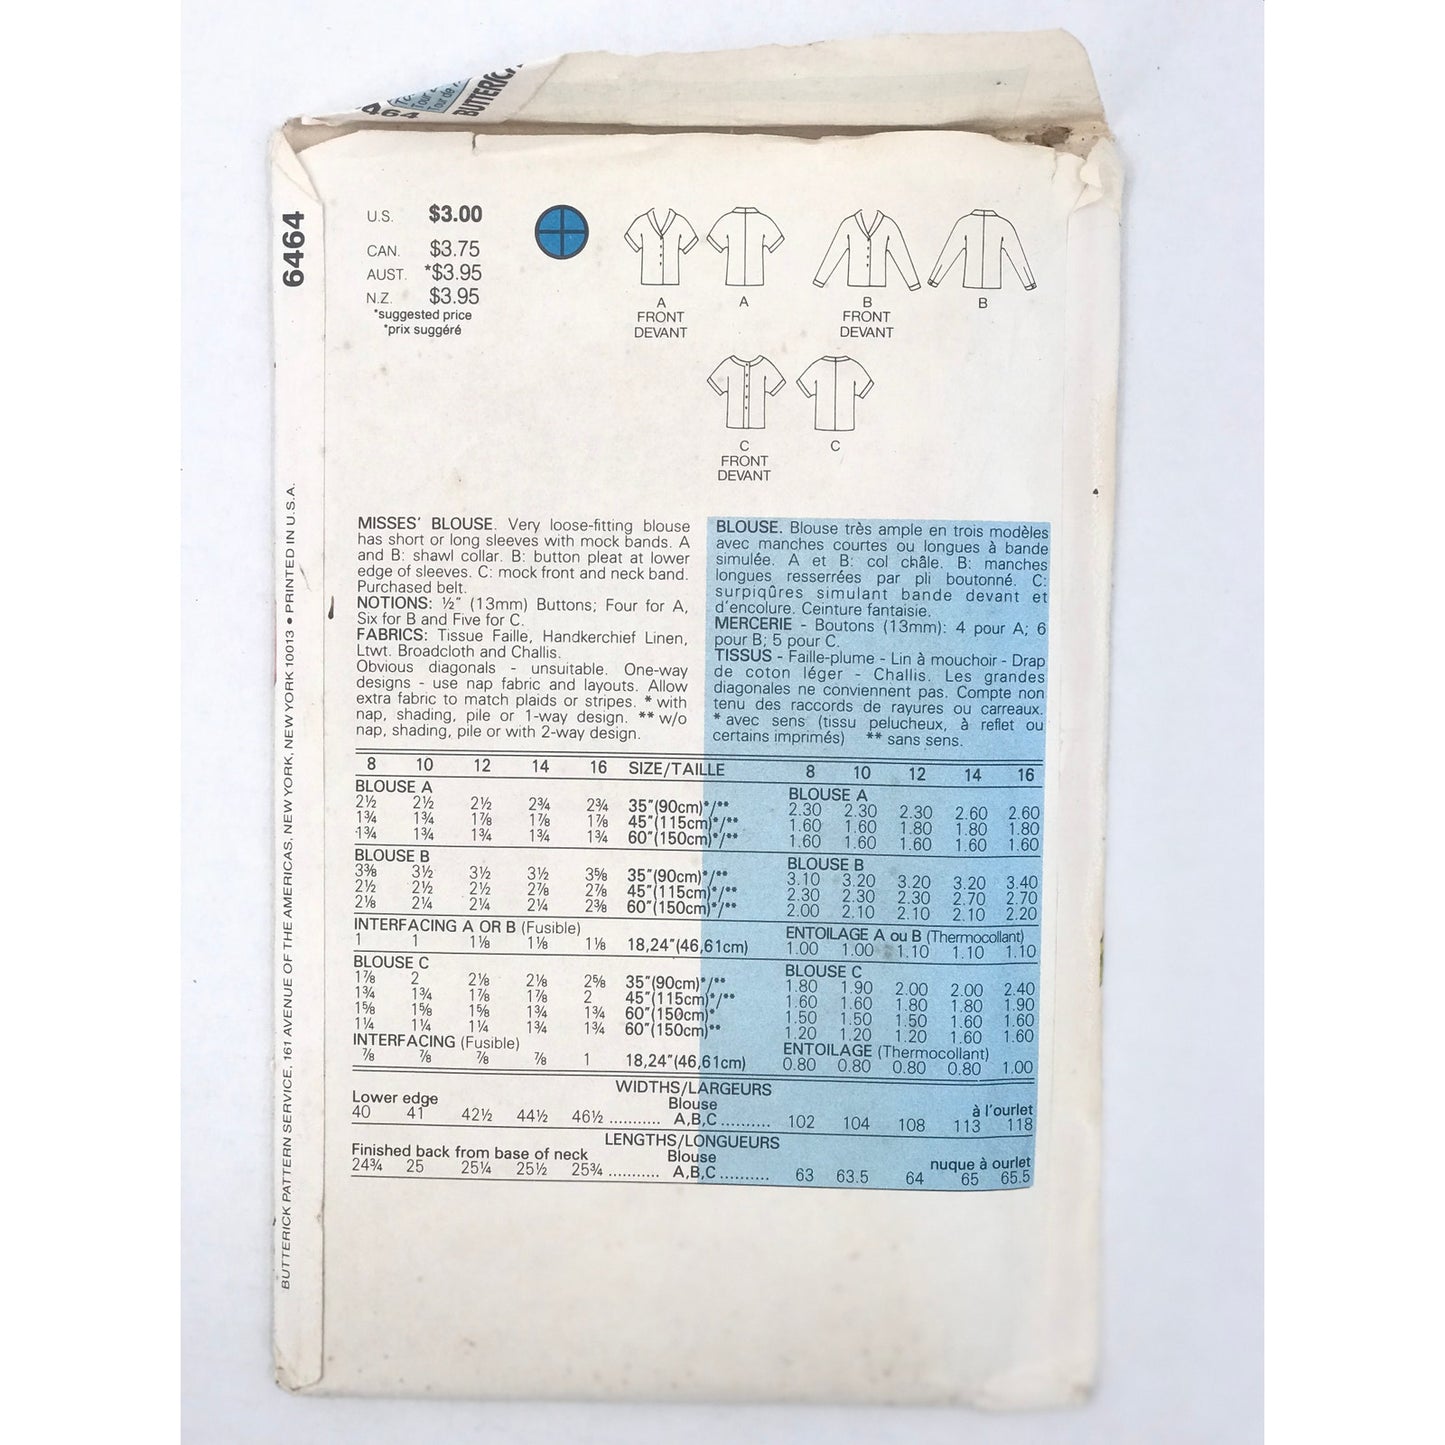 464
Tour de
BUTTERICK
6464
BUTTERICK PATTERN SERVICE, 161 AVENUE OF THE AMERICAS, NEW YORK, NEW YORK 10013 • PRINTED IN U.S.A.
U.S. $3.00
CAN. $3.75
AUST. *$3.95
N.Z. $3.95
*suggested price
*prix suggéré
A
FRONT
DEVANT
A
B
FRONT
DEVANT
B
C
FRONT
DEVANT
C
MISSES' BLOUSE. Very loose-fitting blouse
has short or long sleeves with mock bands. A
and B: shawl collar. B: button pleat at lower
edge of sleeves. C: mock front and neck band.
Purchased belt.
NOTIONS: ½" (13mm) Buttons; Four for A,
Six for B and Five for C.
FABRICS: Tissue Faille, Handkerchief Linen,
Ltwt. Broadcloth and Challis.
Obvious diagonals - unsuitable. One-way
designs - use nap fabric and layouts. Allow
extra fabric to match plaids or stripes. * with
nap, shading, pile or 1-way design. ** w/o
nap, shading, pile or with 2-way design.
BLOUSE. Blouse très ample en trois modèles
avec manches courtes ou longues à bande
simulée. A et B: col châle. B: manches
longues resserrées par pli boutonné. C:
surpiqûres simulant bande devant et
d'encolure. Ceinture fantaisie.
MERCERIE - Boutons (13mm): 4 pour A; 6
pour B; 5 pour C.
TISSUS - Faille-plume - Lin à mouchoir - Drap
de coton léger - Challis. Les grandes
diagonales ne conviennent pas. Compte non
tenu des raccords de rayures ou carreaux.
* avec sens (tissu pelucheux, à reflet ou
certains imprimés) ** sans sens.
8 10 12 14 16 SIZE/TAILLE 8 10 12 14 16
BLOUSE A BLOUSE A
2½ 2½ 2½ 2¾ 2¾ 35"(90cm)*/** 2.30 2.30 2.30 2.60 2.60
1¾ 1¾ 1⅞ 1⅞ 1⅞ 45"(115cm)*/** 1.60 1.60 1.80 1.80 1.80
1¾ 1¾ 1¾ 1¾ 1¾ 60"(150cm)*/** 1.60 1.60 1.60 1.60 1.60
BLOUSE B BLOUSE B
3⅜ 3½ 3½ 3½ 3⅝ 35"(90cm)*/** 3.10 3.20 3.20 3.20 3.40
2½ 2½ 2½ 2⅞ 2⅞ 45"(115cm)*/** 2.30 2.30 2.30 2.70 2.70
2⅛ 2¼ 2¼ 2¼ 2⅜ 60"(150cm)*/** 2.00 2.10 2.10 2.10 2.20
INTERFACING A OR B (Fusible) ENTOILAGE A ou B (Thermocollant)
1 1 1⅛ 1⅛ 1⅛ 18,24"(46,61cm) 1.00 1.00 1.10 1.10 1.10
BLOUSE C BLOUSE C
1⅞ 2 2⅛ 2⅛ 2⅝ 35"(90cm)*/** 1.80 1.90 2.00 2.00 2.40
1¾ 1¾ 1⅞ 1⅞ 2 45"(115cm)*/** 1.60 1.60 1.80 1.80 1.90
1⅝ 1⅝ 1⅝ 1¾ 1¾ 60"(150cm)* 1.50 1.50 1.50 1.60 1.60
1¼ 1¼ 1¼ 1¾ 1¾ 60"(150cm)** 1.20 1.20 1.20 1.60 1.60
INTERFACING (Fusible) ENTOILAGE (Thermocollant)
⅞ ⅞ ⅞ ⅞ 1 18,24"(46,61cm) 0.80 0.80 0.80 0.80 1.00
WIDTHS/LARGEURS
Lower edge Blouse à l'ourlet
40 41 42½ 44½ 46½ ........... A,B,C .......... 102 104 108 113 118
LENGTHS/LONGUEURS
Finished back from base of neck Blouse nuque à ourlet
24¾ 25 25¼ 25½ 25¾ ........... A,B,C .......... 63 63.5 64 65 65.5